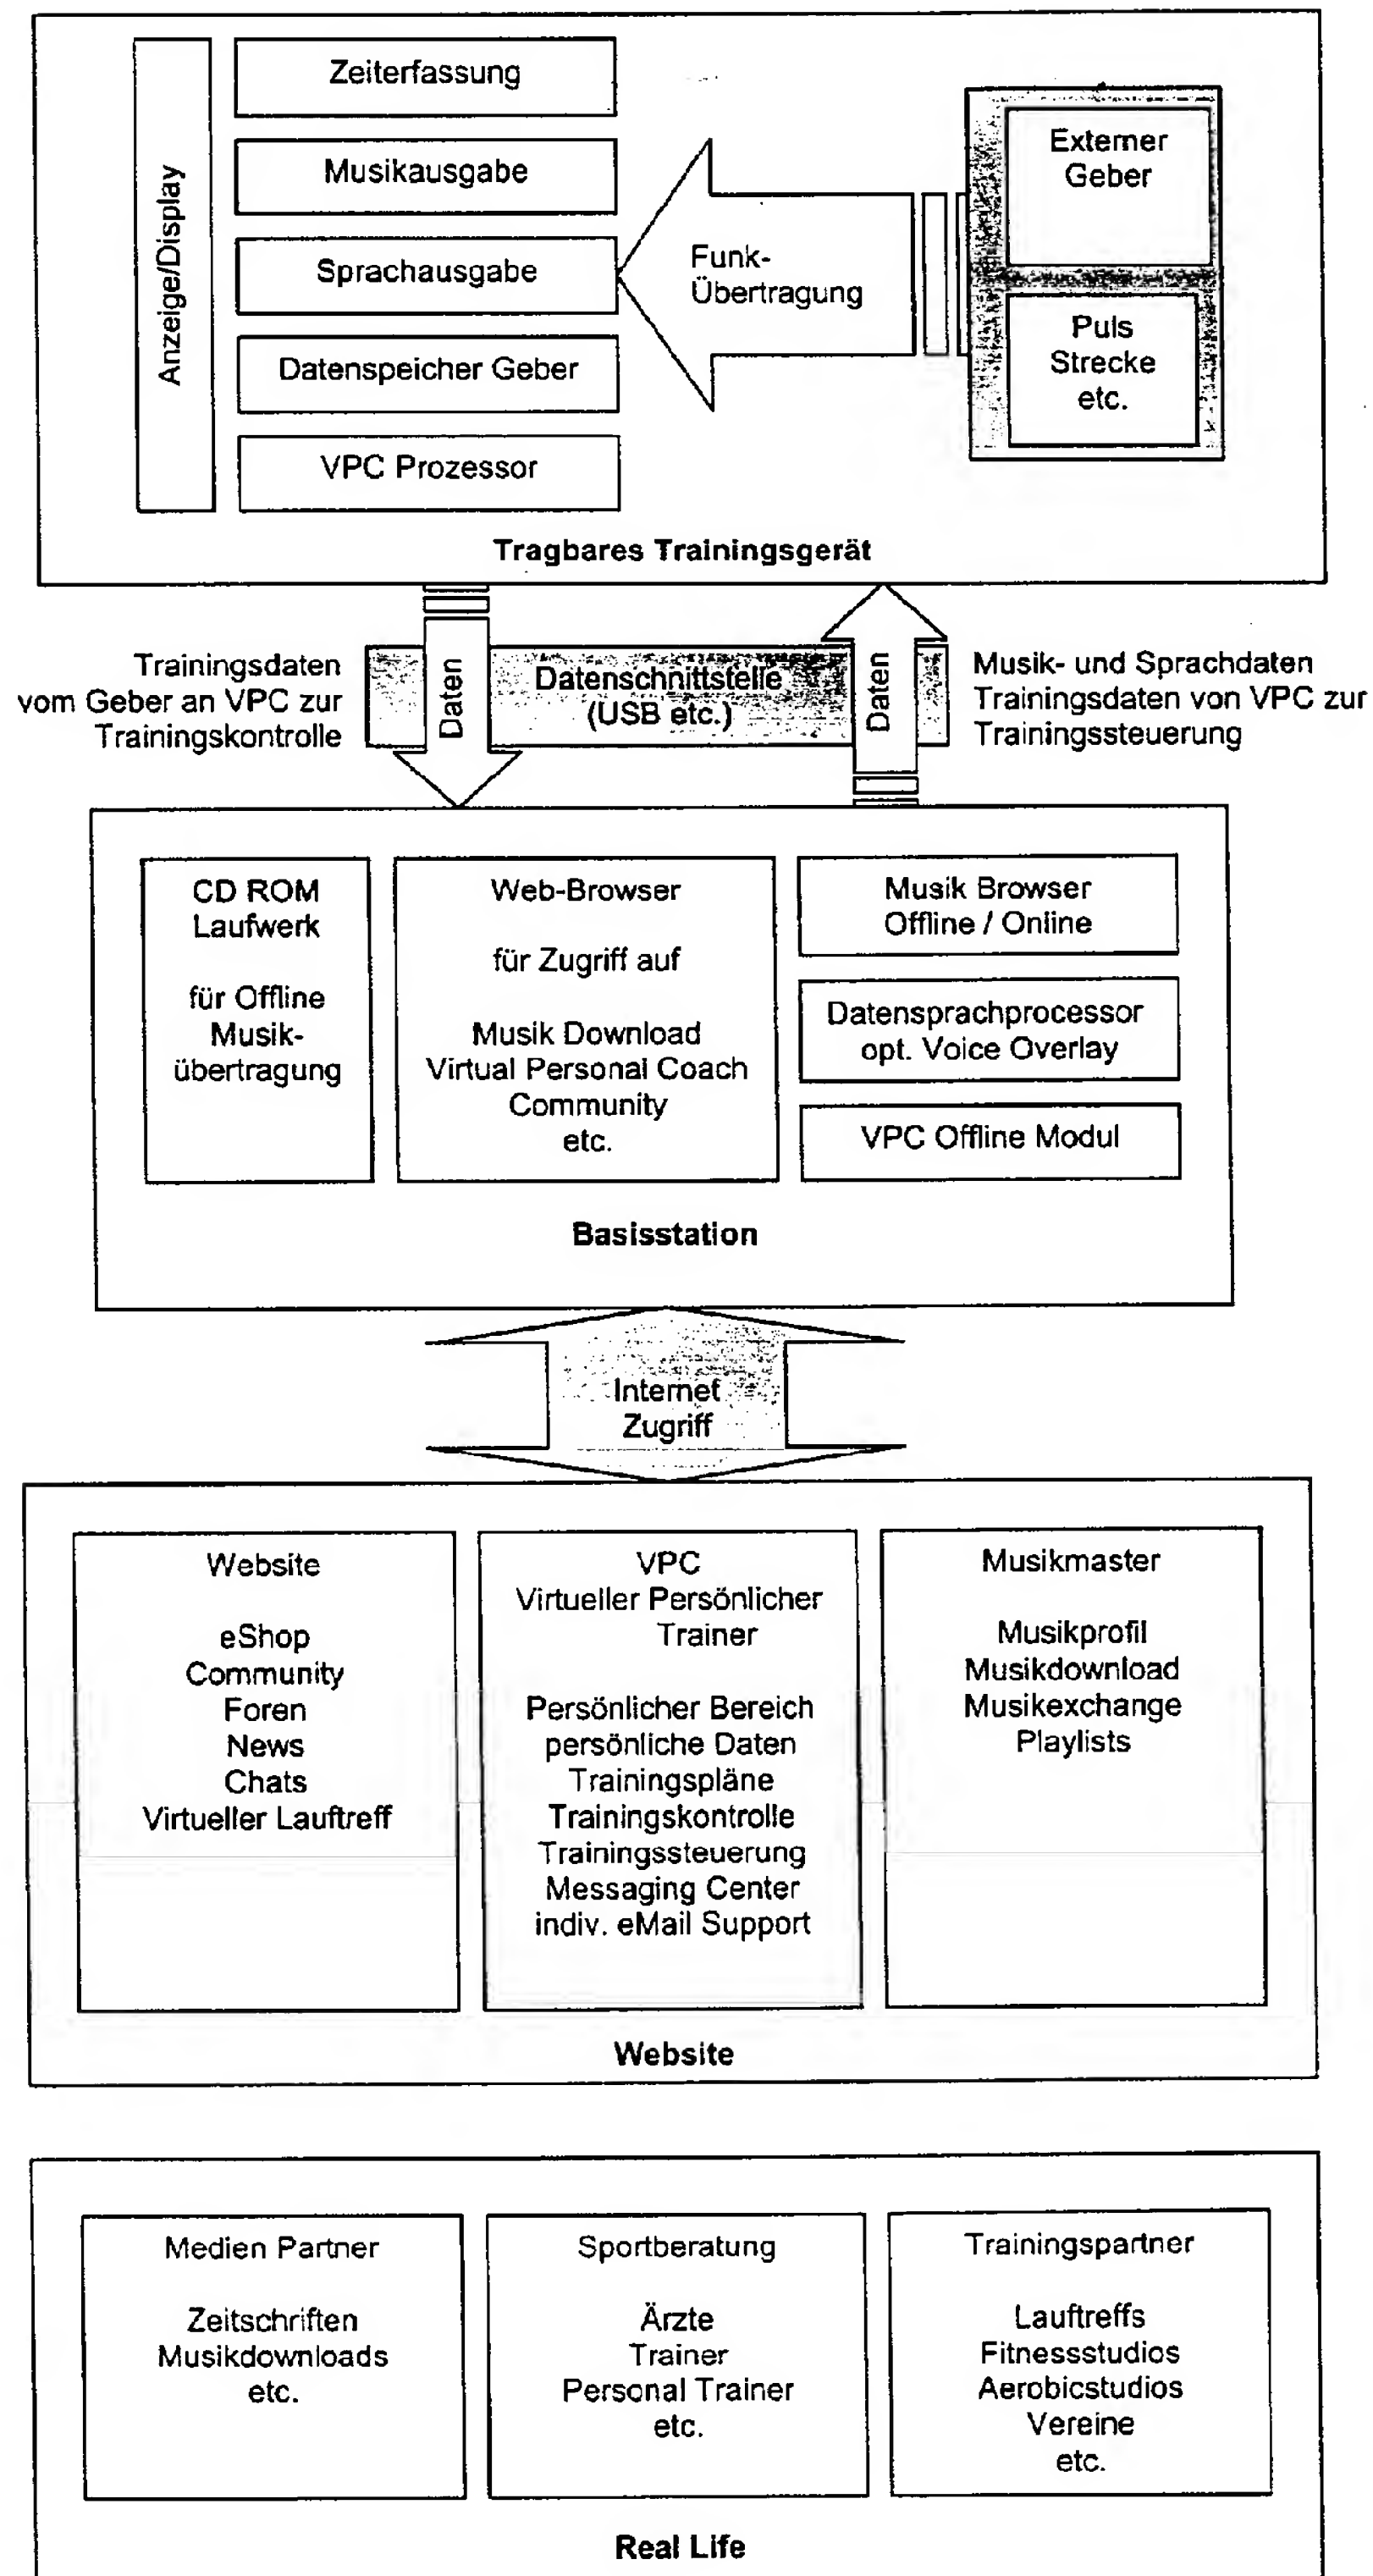 Anzeige/Display
Zeiterfassung
Musikausgabe
Sprachausgabe
Datenspeicher Geber
VPC Prozessor
Funk-
Übertragung
Externer
Geber
Puls
Strecke
etc.
Tragbares Trainingsgerät
Trainingsdaten
vom Geber an VPC zur
Trainingskontrolle
Daten
Datenschnittstelle
(USB etc.)
Daten
Musik- und Sprachdaten
Trainingsdaten von VPC zur
Trainingssteuerung
CD ROM
Laufwerk
für Offline
Musik-
übertragung
Web-Browser
für Zugriff auf
Musik Download
Virtual Personal Coach
Community
etc.
Musik Browser
Offline / Online
Datensprachprocessor
opt. Voice Overlay
VPC Offline Modul
Basisstation
Internet
Zugriff
Website
eShop
Community
Foren
News
Chats
Virtueller Lauftreff
VPC
Virtueller Persönlicher
Trainer
Persönlicher Bereich
persönliche Daten
Trainingspläne
Trainingskontrolle
Trainingssteuerung
Messaging Center
indiv. eMail Support
Musikmaster
Musikprofil
Musikdownload
Musikexchange
Playlists
Website
Medien Partner
Zeitschriften
Musikdownloads
etc.
Sportberatung
Ärzte
Trainer
Personal Trainer
etc.
Trainingspartner
Lauftreffs
Fitnessstudios
Aerobicstudios
Vereine
etc.
Real Life